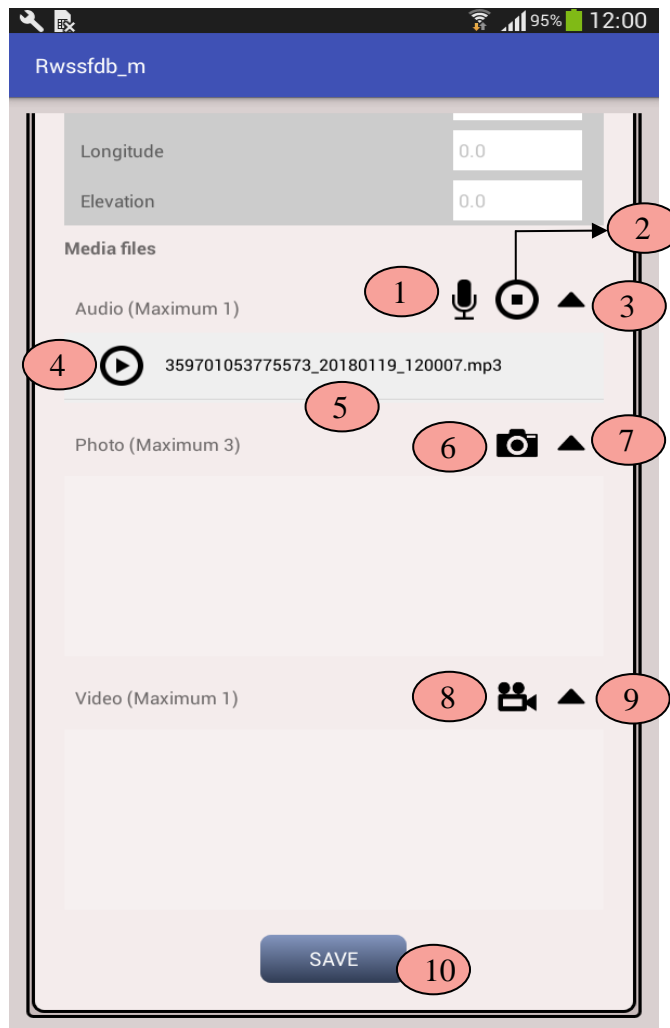 95% 12:00
Rwssfdb_m
Longitude 0.0
Elevation 0.0
2
Media files
1
Audio (Maximum 1) 3
4 359701053775573_20180119_120007.mp3
5
Photo (Maximum 3) 6 7
Video (Maximum 1) 8 9
SAVE 10